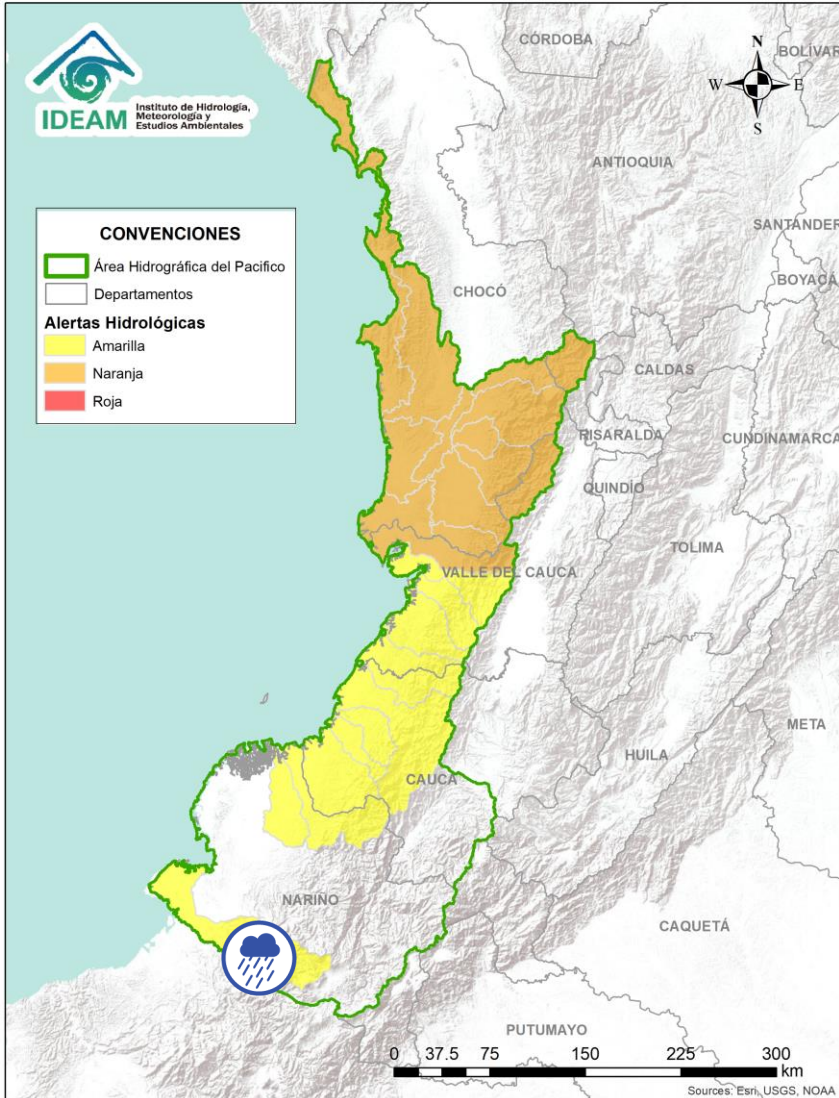 CÓRDOBA
BOLÍVAR
N
W
E
S
IDEAM
Instituto de Hidrología,
Meteorología y
Estudios Ambientales
ANTIOQUIA
SANTANDER
BOYACÁ
CHOCÓ
CONVENCIONES
Área Hidrográfica del Pacifico
Departamentos
Alertas Hidrológicas
Amarilla
Naranja
Roja
CALDAS
RISARALDA
CUNDINAMARCA
QUINDÍO
TOLIMA
VALLE DEL CAUCA
META
HUILA
CAUCA
NARIÑO
CAQUETÁ
PUTUMAYO
0 37.5 75 150 225 300
km
Sources: Esri, USGS, NOAA